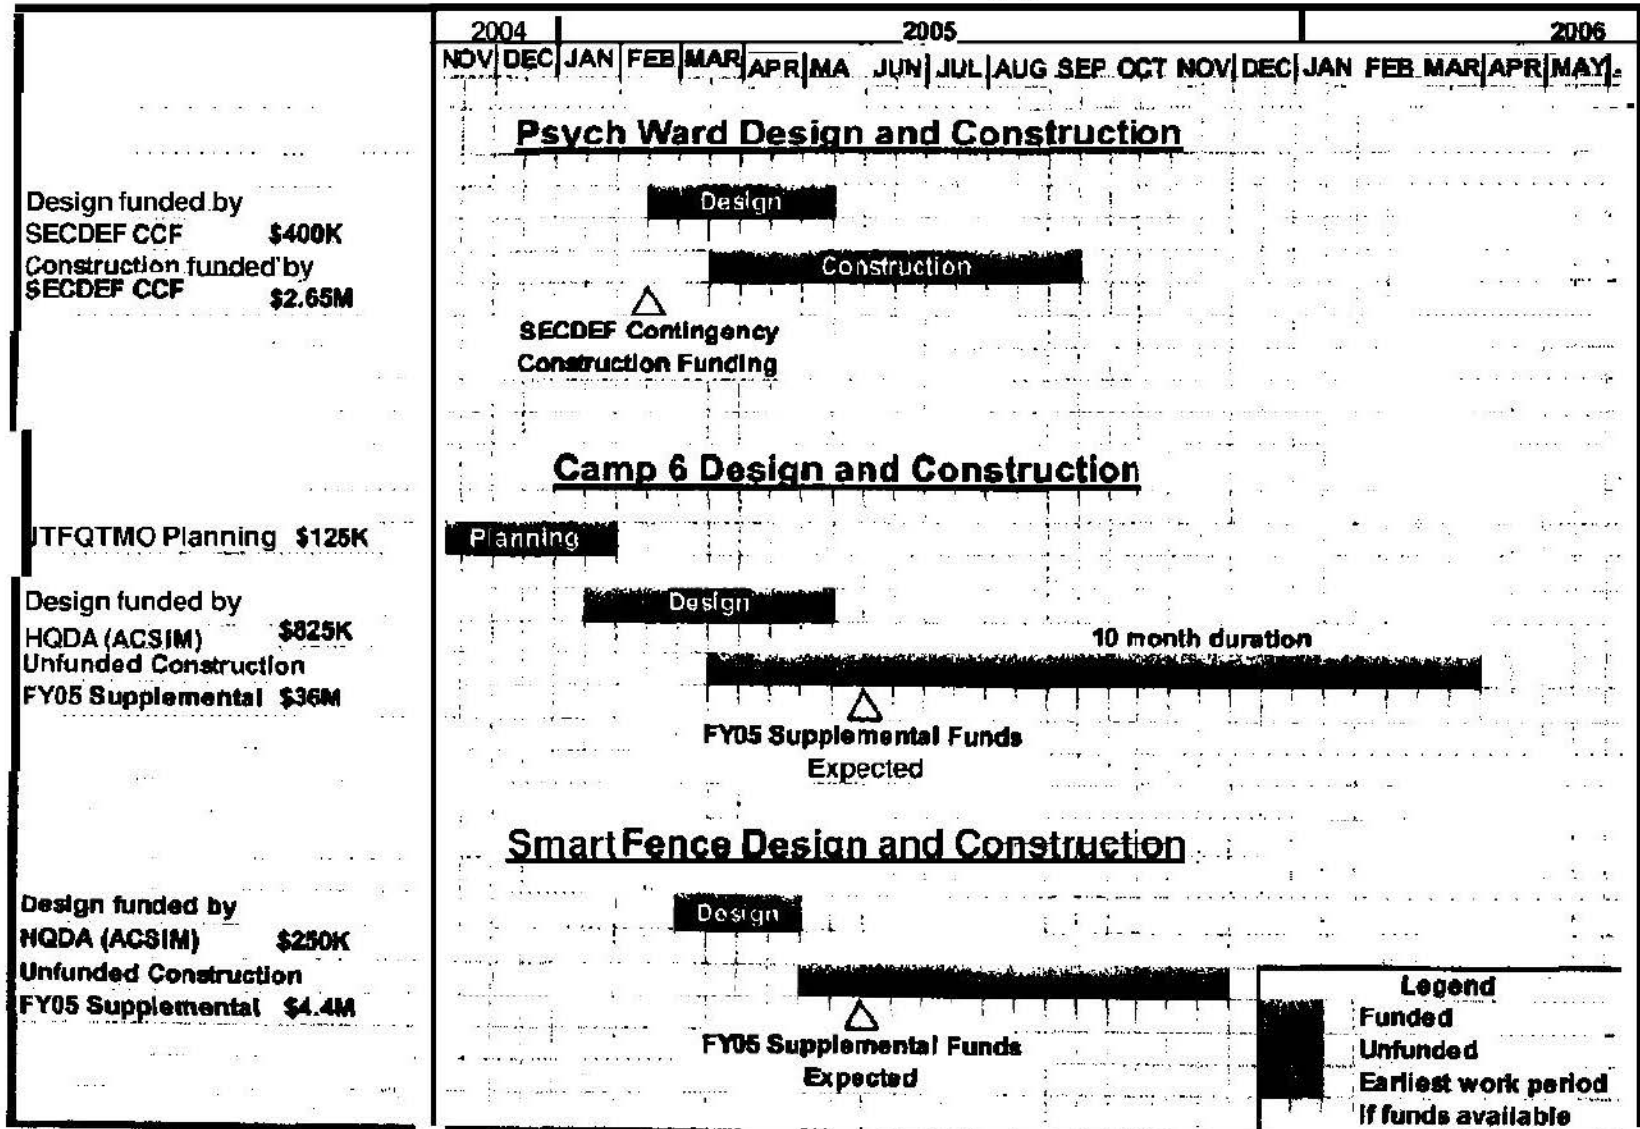 2004 2005 2006
NOV DEC JAN FEB MAR APR MA JUN JUL AUG SEP OCT NOV DEC JAN FEB MAR APR MAY
Psych Ward Design and Construction
Design funded by
SECDEF CCF $400K
Construction funded by
SECDEF CCF $2.65M
Design
Construction
SECDEF Contingency
Construction Funding
Camp 6 Design and Construction
JTFQTMO Planning $125K
Planning
Design funded by
HQDA (ACSIM) $825K
Unfunded Construction
FY05 Supplemental $36M
Design
10 month duration
FY05 Supplemental Funds
Expected
Smart Fence Design and Construction
Design funded by
HQDA (ACSIM) $250K
Unfunded Construction
FY05 Supplemental $4.4M
Design
FY05 Supplemental Funds
Expected
Legend
Funded
Unfunded
Earliest work period
If funds available